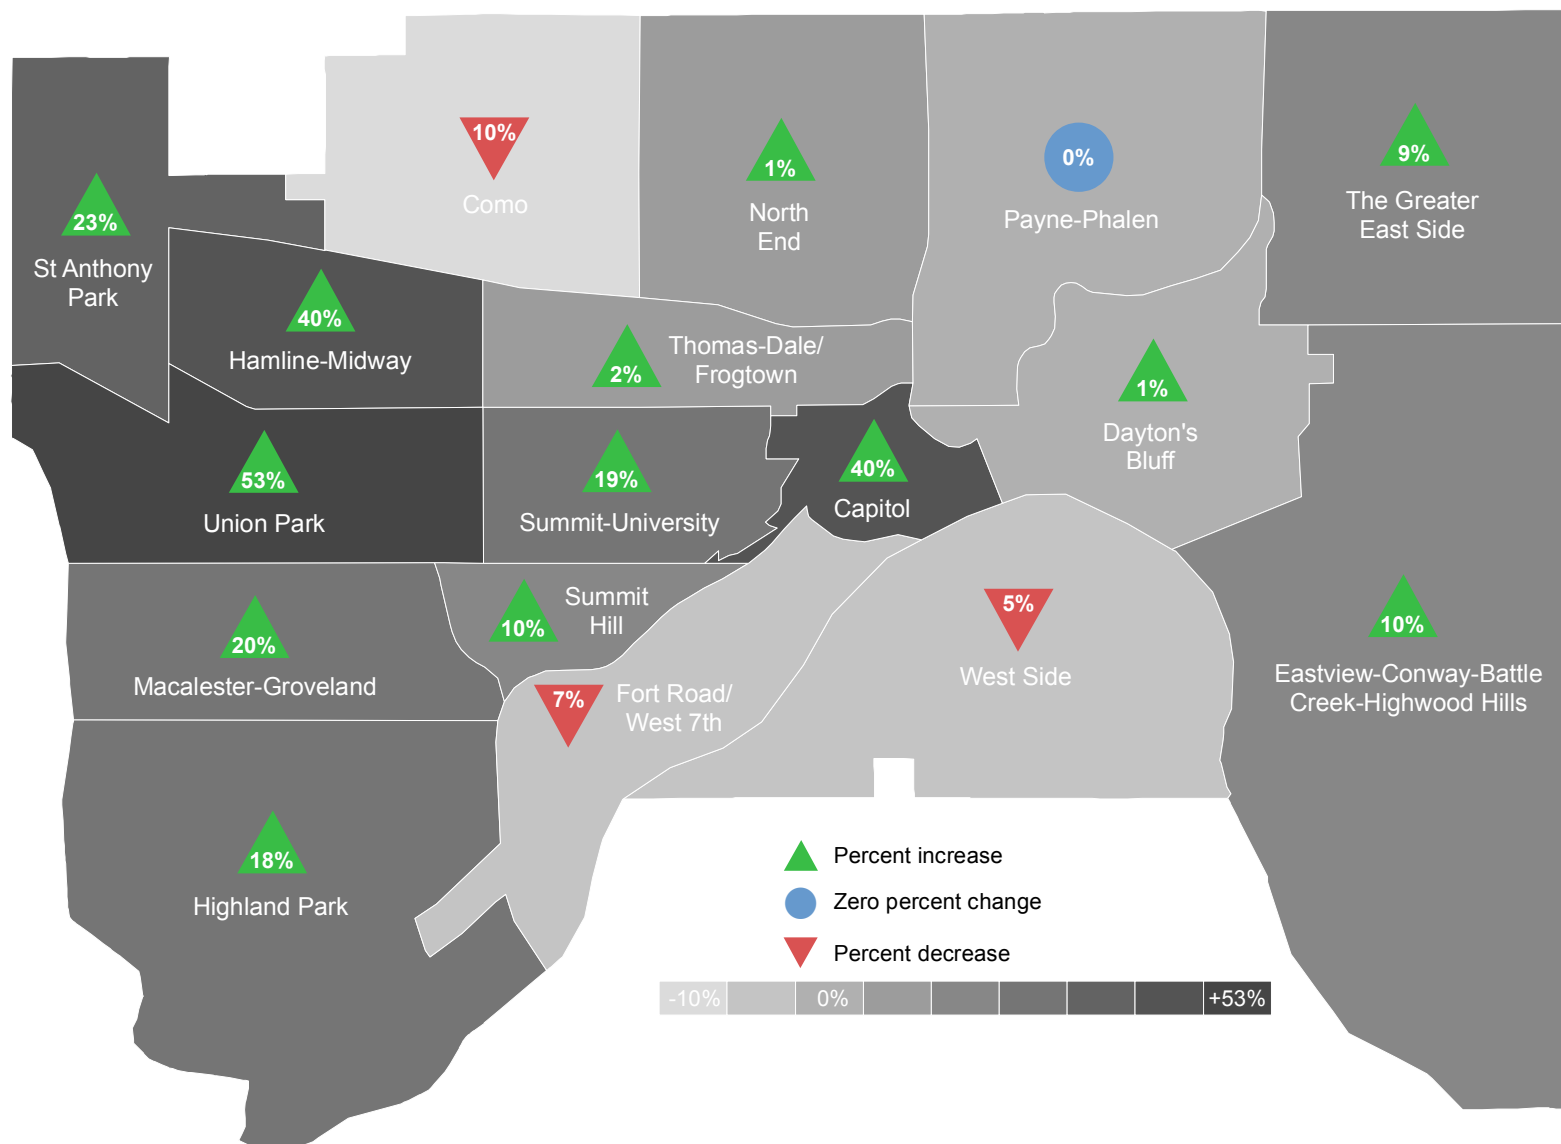 10%
Como
1%
North
End
0%
Payne-Phalen
9%
The Greater
East Side
23%
St Anthony
Park
40%
Hamline-Midway
2%
Thomas-Dale/
Frogtown
1%
Dayton's
Bluff
53%
Union Park
19%
Summit-University
40%
Capitol
20%
Macalester-Groveland
10%
Summit
Hill
7%
Fort Road/
West 7th
5%
West Side
10%
Eastview-Conway-Battle
Creek-Highwood Hills
18%
Highland Park
Percent increase
Zero percent change
Percent decrease
-10% 0% +53%